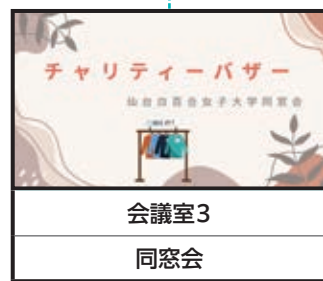 チャリティーバザー
仙台白百合女子大学同窓会
会議室3
同窓会